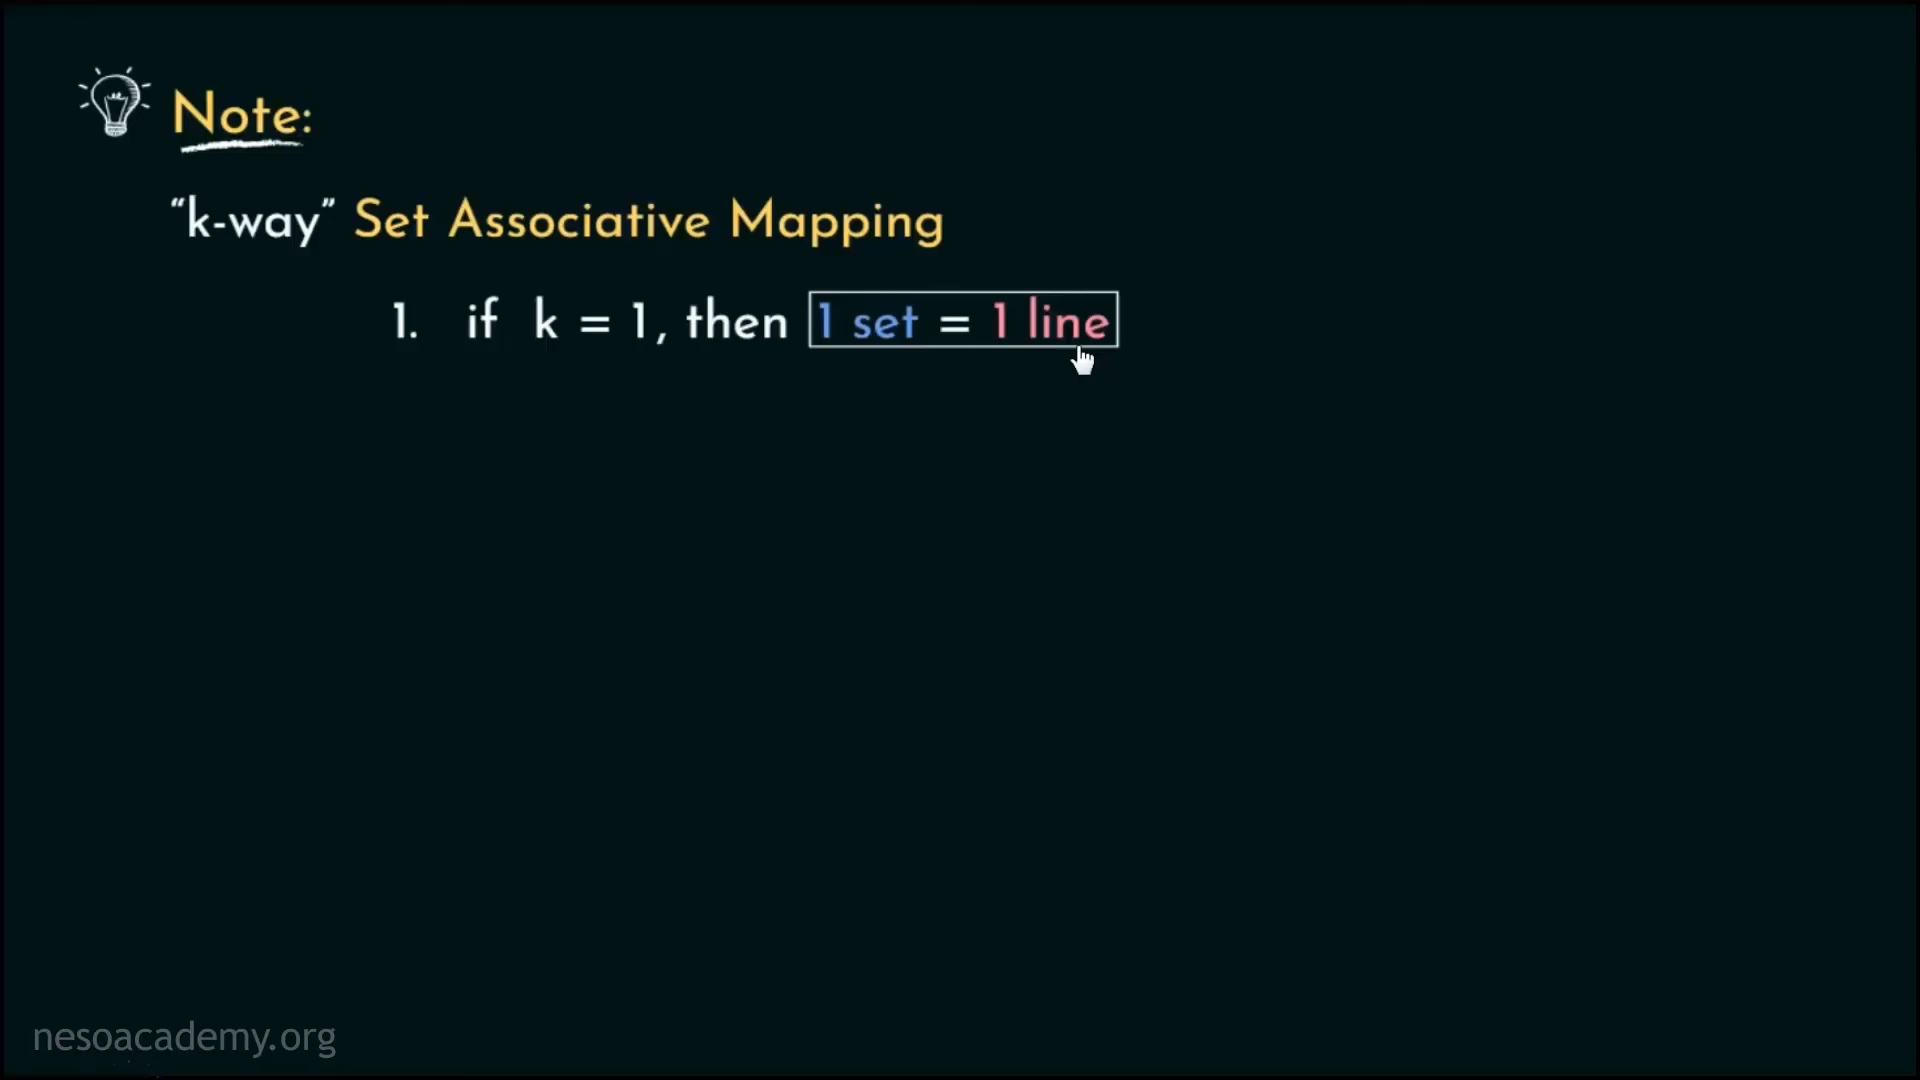 Note:
“k-way” Set Associative Mapping
1. if k = 1, then 1 set = 1 line
nesoacademy.org